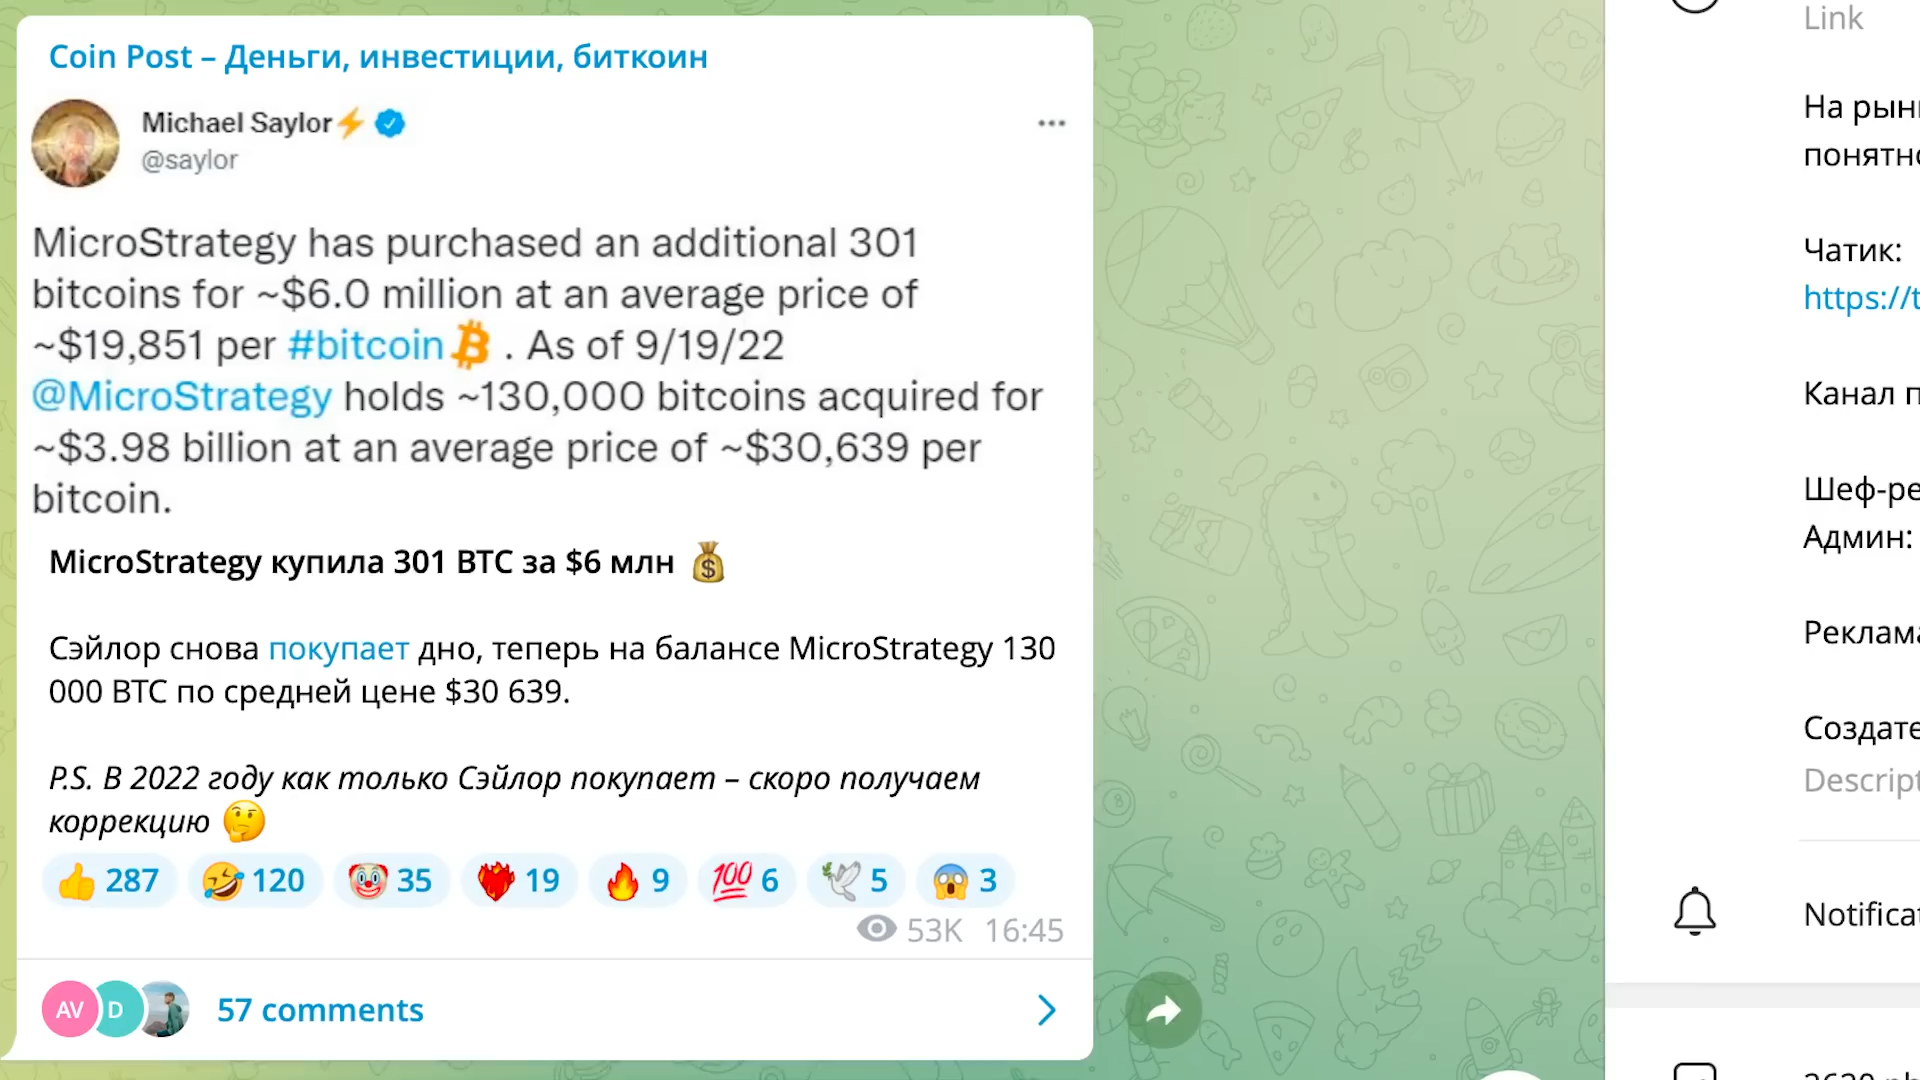 Coin Post – Деньги, инвестиции, биткоин
Michael Saylor⚡
@saylor
MicroStrategy has purchased an additional 301
bitcoins for ~$6.0 million at an average price of
~$19,851 per #bitcoin . As of 9/19/22
@MicroStrategy holds ~130,000 bitcoins acquired for
~$3.98 billion at an average price of ~$30,639 per
bitcoin.
MicroStrategy купила 301 BTC за $6 млн 💰
Сэйлор снова покупает дно, теперь на балансе MicroStrategy 130
000 BTC по средней цене $30 639.
P.S. В 2022 году как только Сэйлор покупает – скоро получаем
коррекцию 🤔
👍 287 🤣 120 🤡 35 ❤️‍🔥 19 🔥 9 💯 6 🕊 5 😱 3
53K 16:45
AV D 57 comments
Link
На рын
понятно
Чатик:
https://t
Канал п
Шеф-ре
Админ:
Реклама
Создате
Descript
Notificat